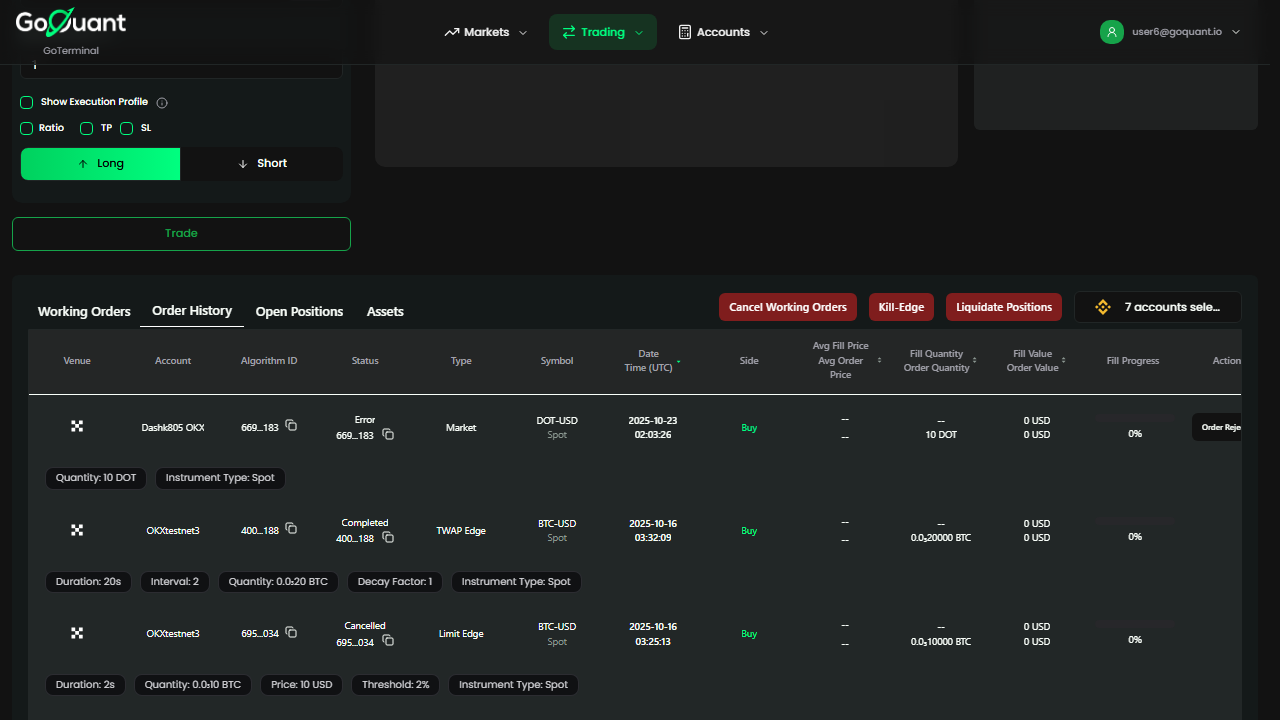 GoQuant
GoTerminal
Markets
Trading
Accounts
user6@goquant.io
Show Execution Profile
Ratio
TP
SL
Long
Short
Trade
Working Orders
Order History
Open Positions
Assets
Cancel Working Orders
Kill-Edge
Liquidate Positions
7 accounts sele...
Venue
Account
Algorithm ID
Status
Type
Symbol
Date
Time (UTC)
Side
Avg Fill Price
Avg Order
Price
Fill Quantity
Order Quantity
Fill Value
Order Value
Fill Progress
Action
Dashk805 OKX
669...183
Error
669...183
Market
DOT-USD
Spot
2025-10-23
02:03:26
Buy
--
--
--
10 DOT
0 USD
0 USD
0%
Order Reje
Quantity: 10 DOT
Instrument Type: Spot
OKXtestnet3
400...188
Completed
400...188
TWAP Edge
BTC-USD
Spot
2025-10-16
03:32:09
Buy
--
--
--
0.0₃20000 BTC
0 USD
0 USD
0%
Duration: 20s
Interval: 2
Quantity: 0.0₃20 BTC
Decay Factor: 1
Instrument Type: Spot
OKXtestnet3
695...034
Cancelled
695...034
Limit Edge
BTC-USD
Spot
2025-10-16
03:25:13
Buy
--
--
--
0.0₃10000 BTC
0 USD
0 USD
0%
Duration: 2s
Quantity: 0.0₃10 BTC
Price: 10 USD
Threshold: 2%
Instrument Type: Spot